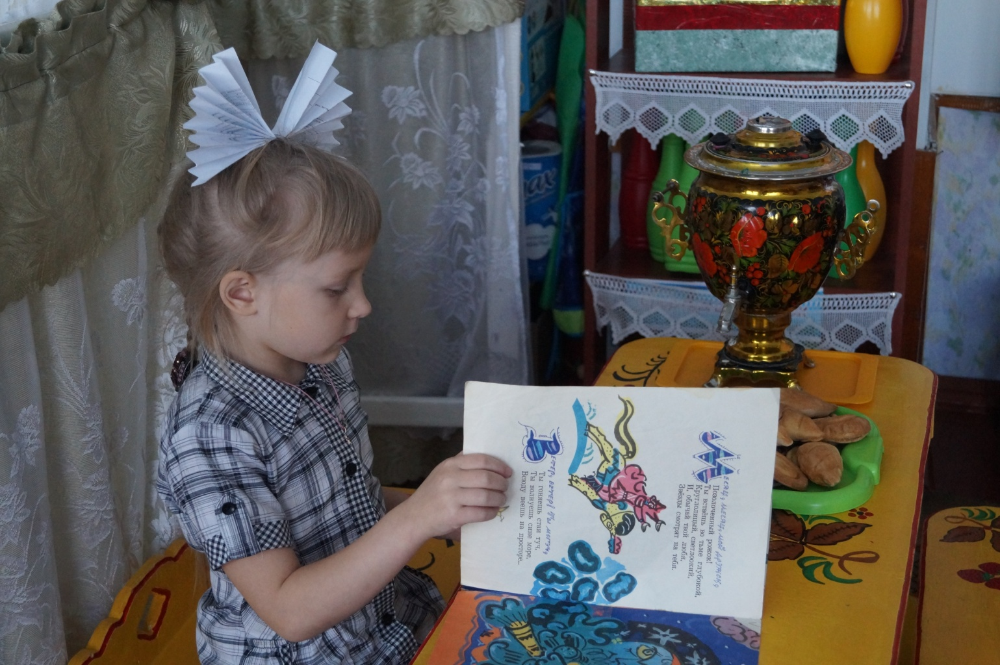 Месяц, месяц, мой дружок,
Позолоченный рожок!
Ты встаёшь во тьме глубокой,
Круглолицый, светлоокий,
И, обычай твой любя,
Звёзды смотрят на тебя.
Ветер, ветер! Ты могуч,
Ты гоняешь стаи туч,
Ты волнуешь сине море,
Всюду веешь на просторе...